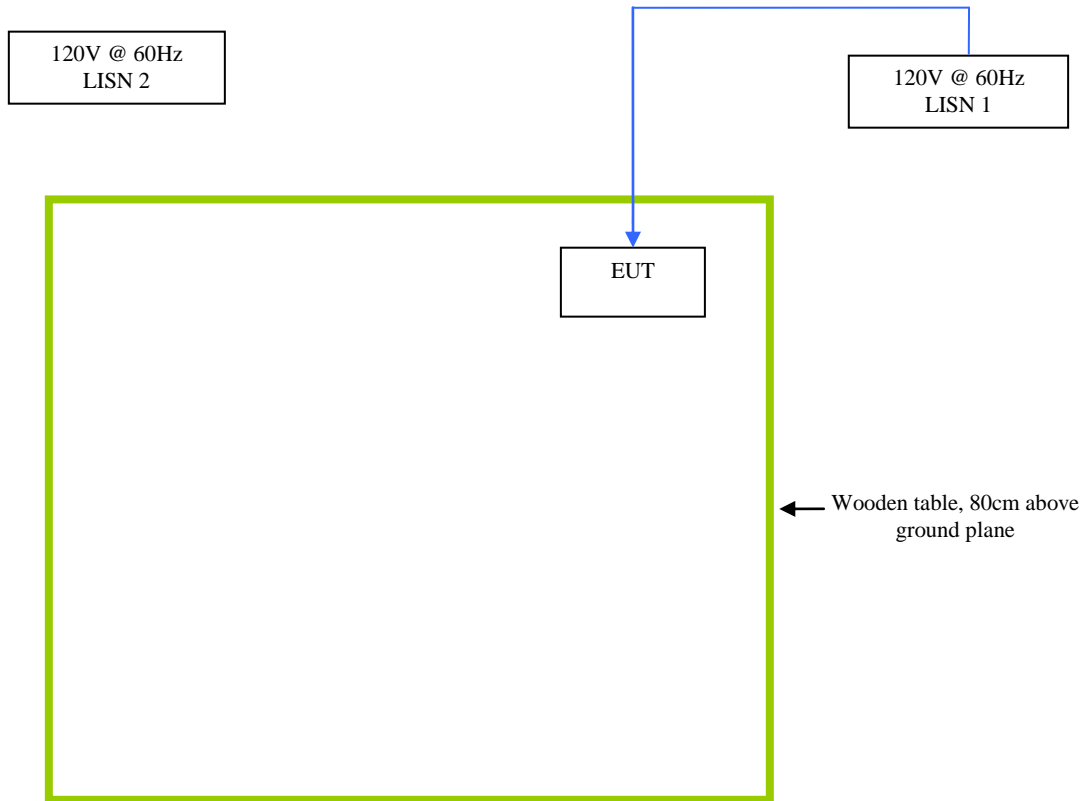 120V @ 60Hz
LISN 2
120V @ 60Hz
LISN 1
EUT
Wooden table, 80cm above
ground plane